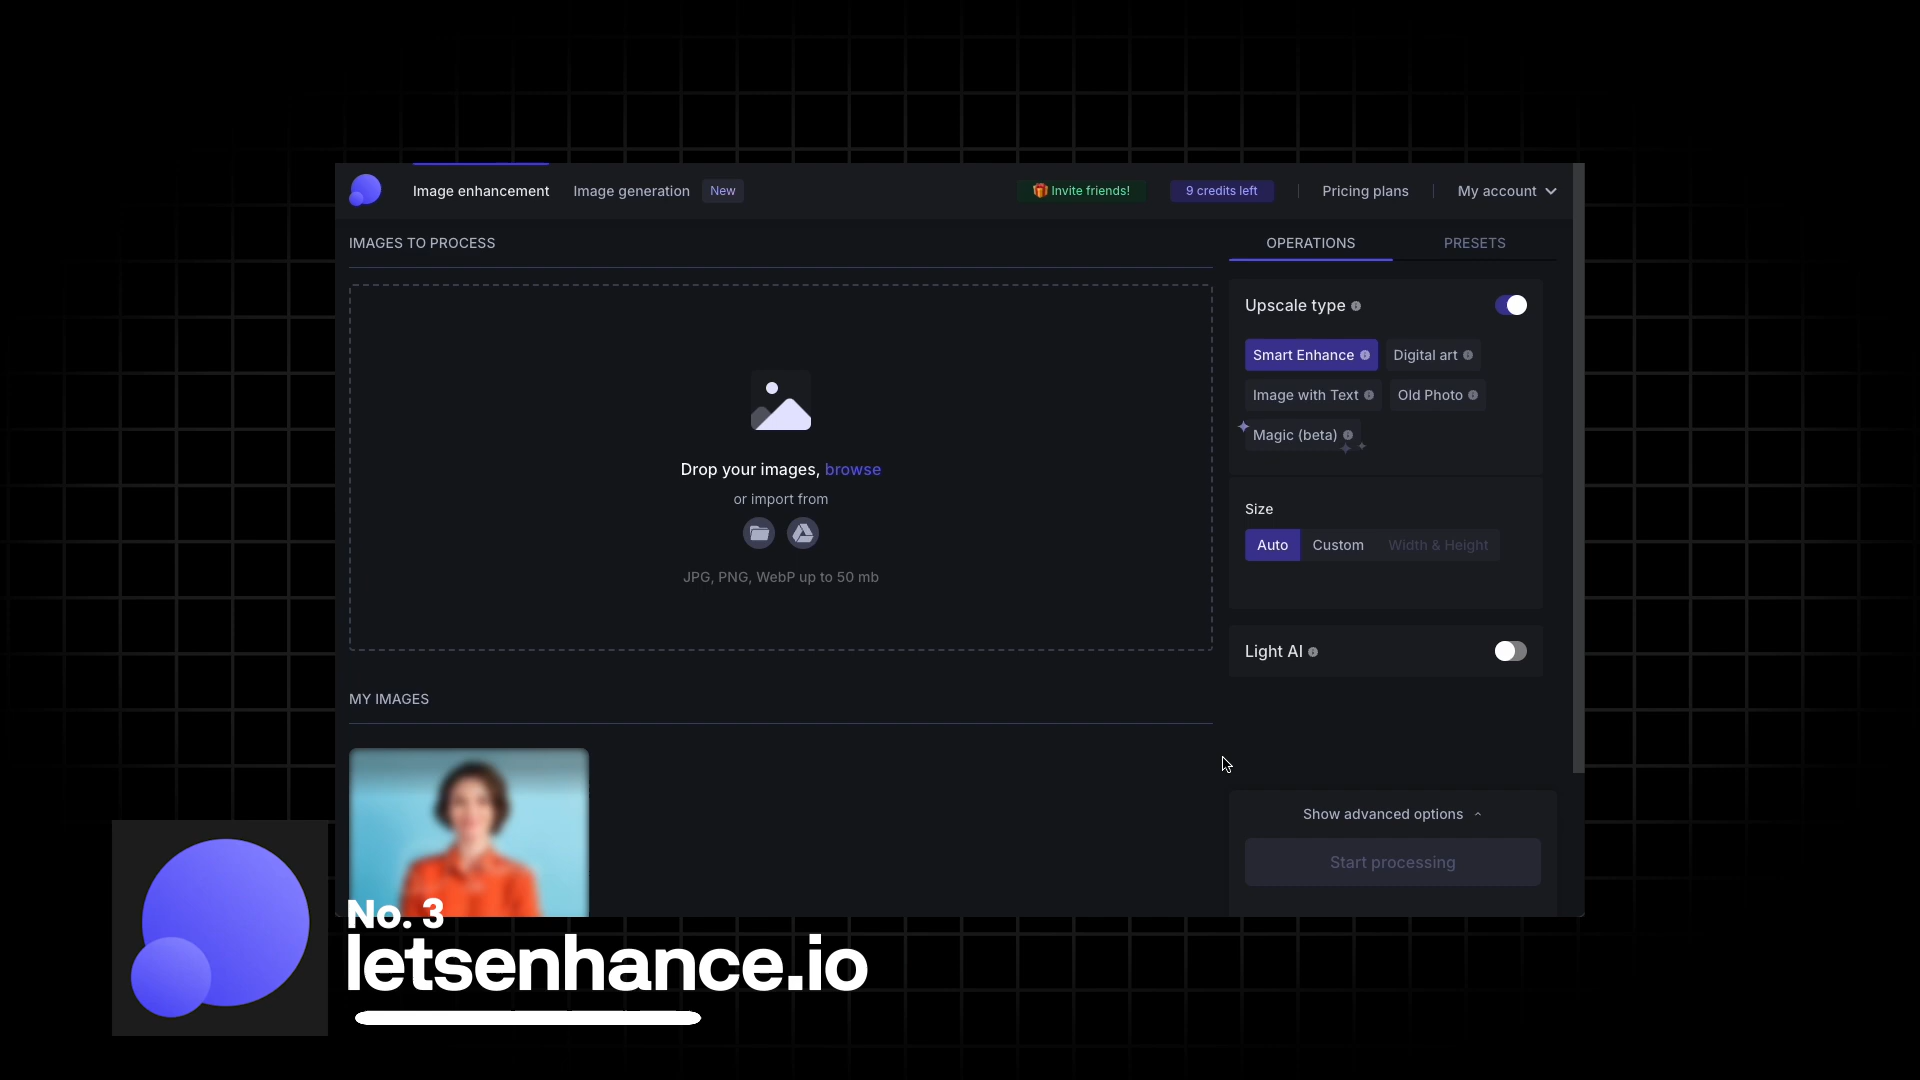 Image enhancement
Image generation
New
Invite friends!
9 credits left
Pricing plans
My account
IMAGES TO PROCESS
OPERATIONS
PRESETS
Upscale type
Smart Enhance
Digital art
Image with Text
Old Photo
Magic (beta)
Drop your images, browse
or import from
JPG, PNG, WebP up to 50 mb
Size
Auto
Custom
Width & Height
Light AI
MY IMAGES
Show advanced options
Start processing
No. 3
letsenhance.io